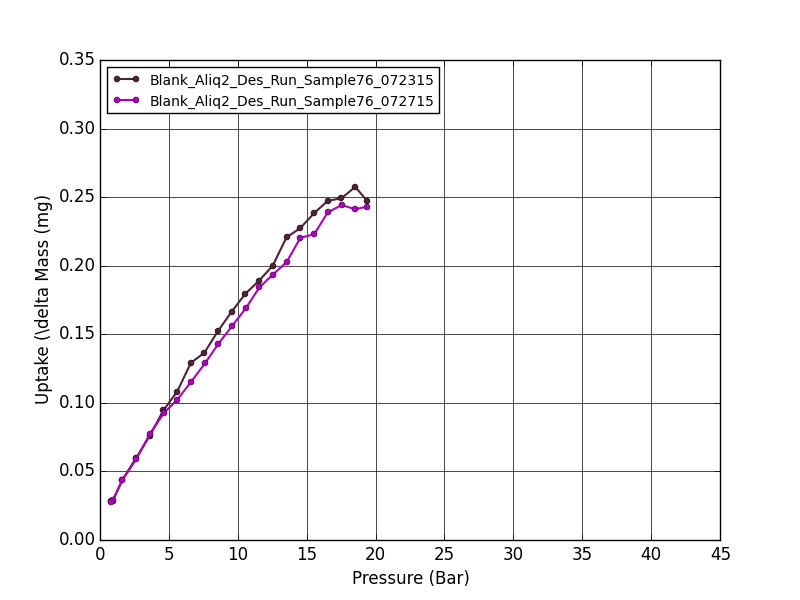 0.35
0.30
0.25
0.20
0.15
0.10
0.05
0.00
Uptake (\delta Mass (mg)
Blank_Aliq2_Des_Run_Sample76_072315
Blank_Aliq2_Des_Run_Sample76_072715
0 5 10 15 20 25 30 35 40 45
Pressure (Bar)